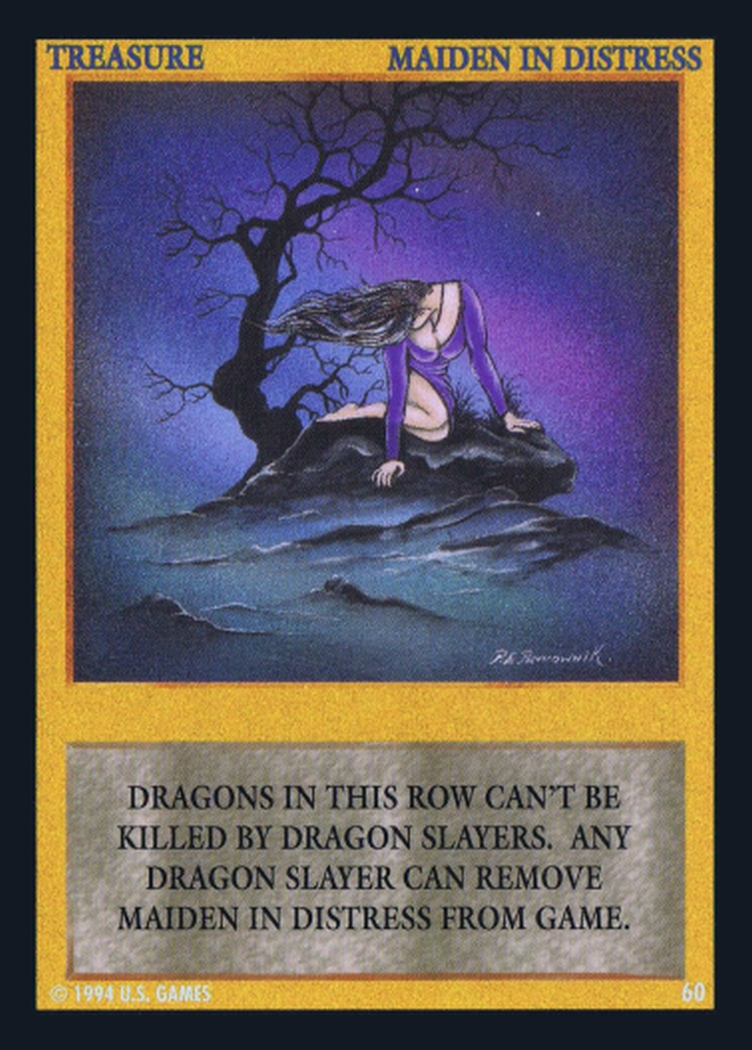 TREASURE
MAIDEN IN DISTRESS
DRAGONS IN THIS ROW CAN'T BE
KILLED BY DRAGON SLAYERS.  ANY
DRAGON SLAYER CAN REMOVE
MAIDEN IN DISTRESS FROM GAME.
© 1994 U.S. GAMES
60